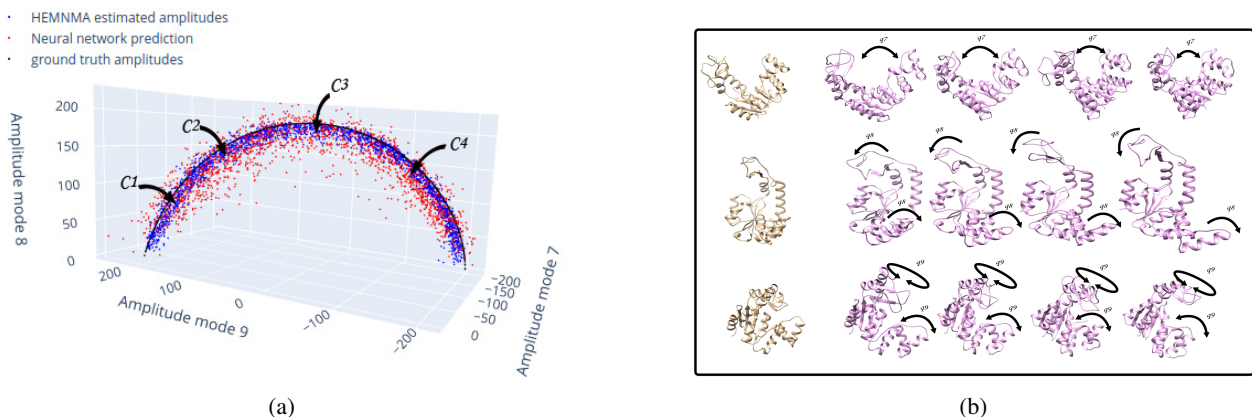 HEMNMA estimated amplitudes
Neural network prediction
ground truth amplitudes
C3
C2
C4
C1
Amplitude mode 8
200
150
100
50
0
200
100
0
−100
−200
Amplitude mode 9
−200
−150
−100
−50
0
Amplitude mode 7
(a)
q7 q7 q7 q7
q8 q8 q8 q8
q8 q8 q8 q8
q9 q9 q9 q9
q9 q9 q9 q9
(b)